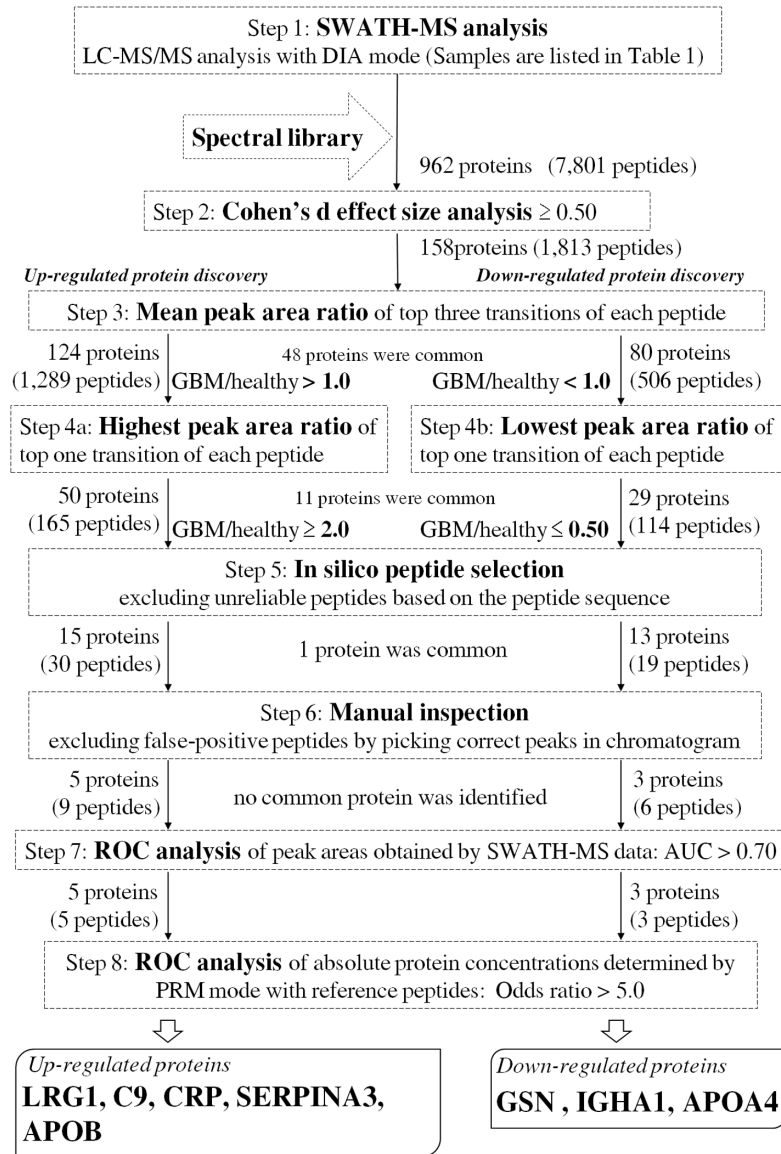 Step 1: SWATH-MS analysis
LC-MS/MS analysis with DIA mode (Samples are listed in Table 1)
Spectral library
962 proteins (7,801 peptides)
Step 2: Cohen's d effect size analysis ≥ 0.50
158proteins (1,813 peptides)
Up-regulated protein discovery
Down-regulated protein discovery
Step 3: Mean peak area ratio of top three transitions of each peptide
124 proteins
(1,289 peptides)
48 proteins were common
GBM/healthy > 1.0
GBM/healthy < 1.0
80 proteins
(506 peptides)
Step 4a: Highest peak area ratio of
top one transition of each peptide
Step 4b: Lowest peak area ratio of
top one transition of each peptide
50 proteins
(165 peptides)
11 proteins were common
GBM/healthy ≥ 2.0
GBM/healthy ≤ 0.50
29 proteins
(114 peptides)
Step 5: In silico peptide selection
excluding unreliable peptides based on the peptide sequence
15 proteins
(30 peptides)
1 protein was common
13 proteins
(19 peptides)
Step 6: Manual inspection
excluding false-positive peptides by picking correct peaks in chromatogram
5 proteins
(9 peptides)
no common protein was identified
3 proteins
(6 peptides)
Step 7: ROC analysis of peak areas obtained by SWATH-MS data: AUC > 0.70
5 proteins
(5 peptides)
3 proteins
(3 peptides)
Step 8: ROC analysis of absolute protein concentrations determined by
PRM mode with reference peptides: Odds ratio > 5.0
Up-regulated proteins
LRG1, C9, CRP, SERPINA3,
APOB
Down-regulated proteins
GSN , IGHA1, APOA4